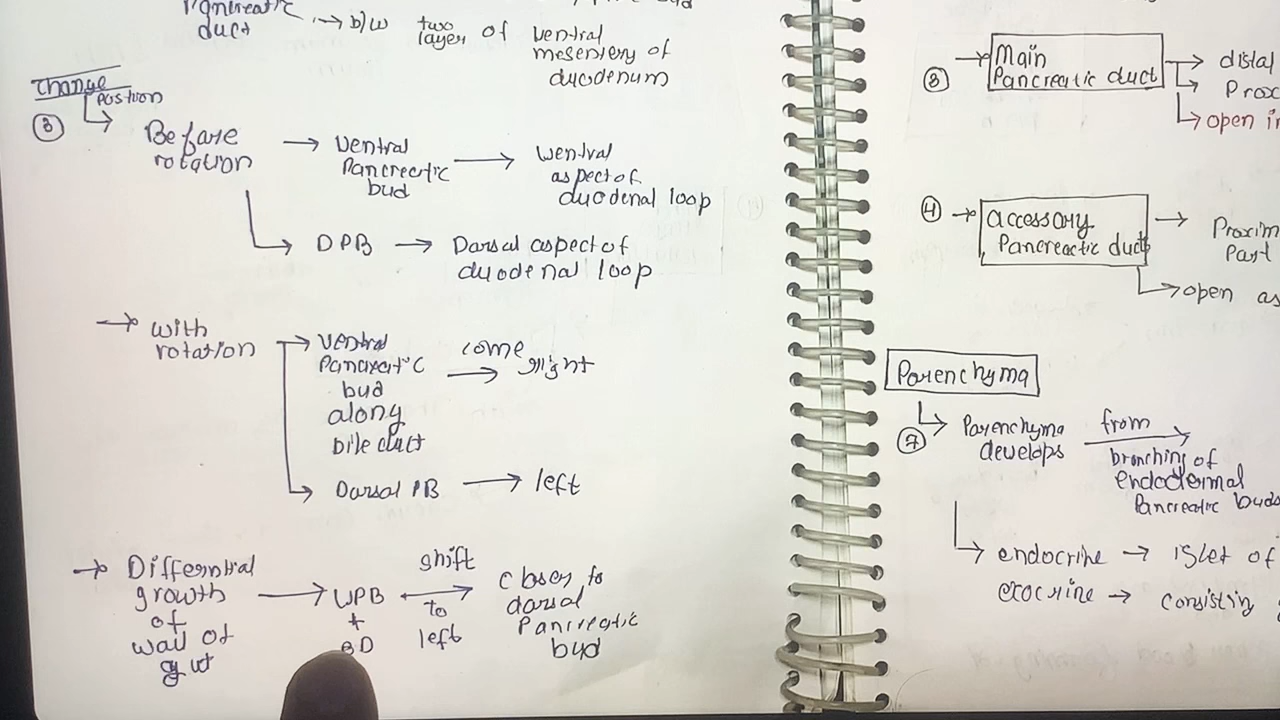 duct → b/w two layer of ventral
mesentery of
duodenum
change
Postion
③ Before
rotation → ventral
Pancreatic
bud → ventral
aspect of
duodenal loop
→ DPB → Dorsal aspect of
duodenal loop
→ with
rotation → ventral
Pancreatic
bud
along
bile duct come → right
→ Dorsal PB → left
→ Differntial
growth
of
wall of
gut → VPB
+
BD shift
to
left closer to
dorsal
Pancreatic
bud
③ → Main
Pancreatic duct → distal
→ Prox
→ open in
④ → accessory
Pancreactic duct → Proxim
Part
→ open as
Parenchyma
⑦ → Parenchyma
develops from →
branching of
endodermal
Pancreatic buds
→ endocrine → islet of
exocrine → consisting